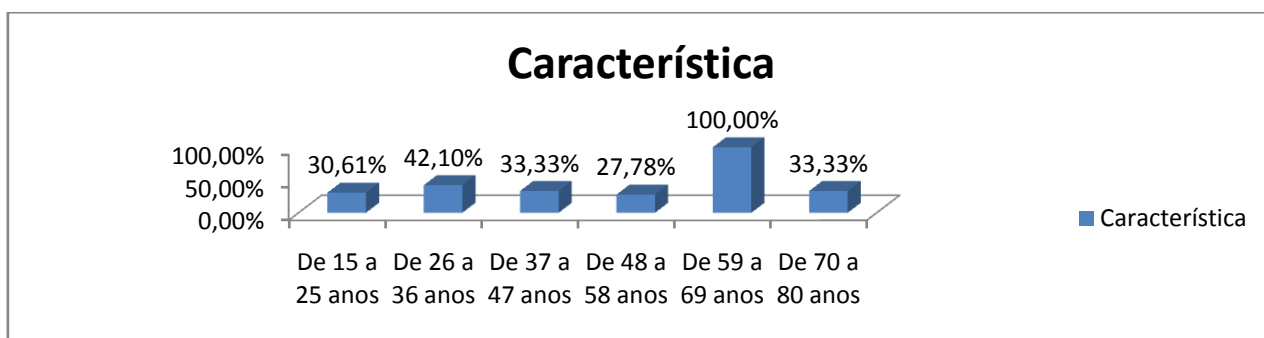 Característica
100,00%
50,00%
0,00%
30,61%
42,10%
33,33%
27,78%
100,00%
33,33%
De 15 a
25 anos
De 26 a
36 anos
De 37 a
47 anos
De 48 a
58 anos
De 59 a
69 anos
De 70 a
80 anos
Característica